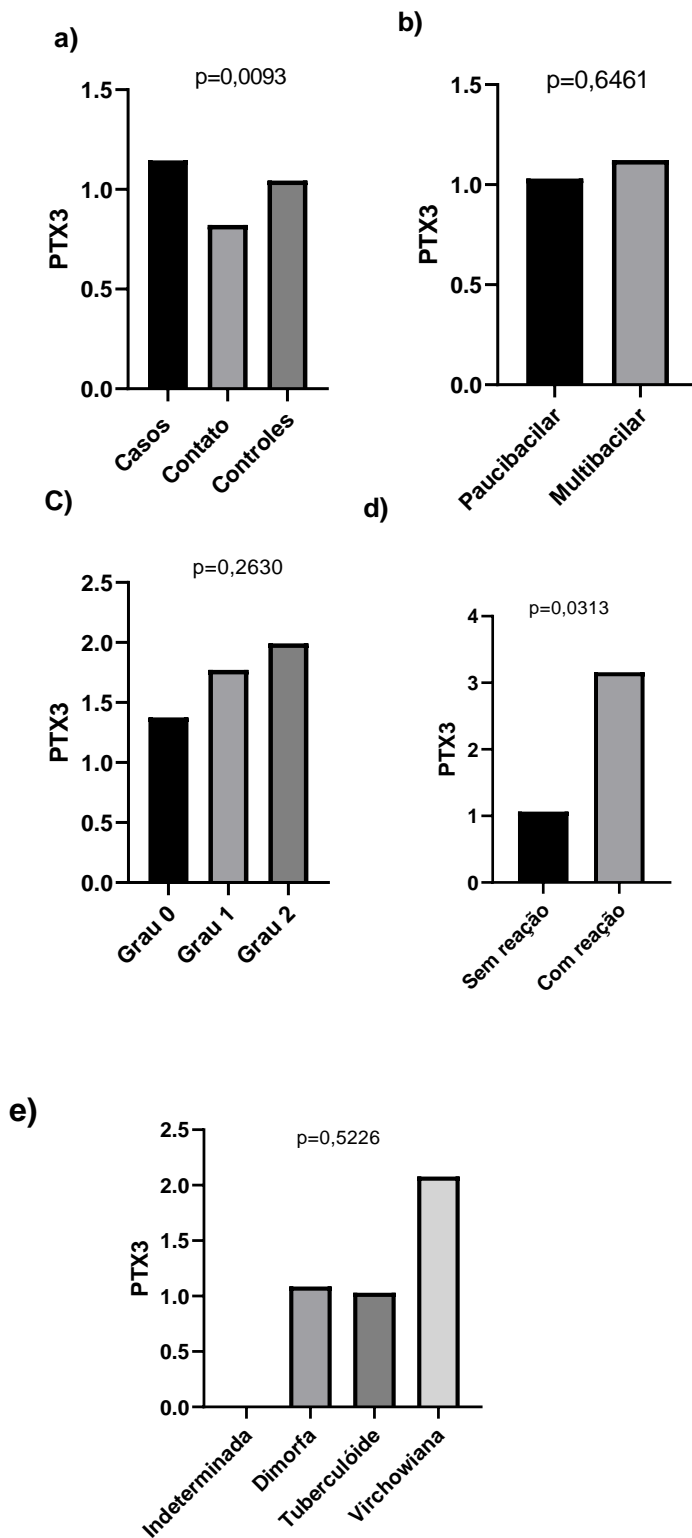 a)
p=0,0093
PTX3
1.5
1.0
0.5
0.0
Casos
Contato
Controles
b)
p=0,6461
PTX3
1.5
1.0
0.5
0.0
Paucibacilar
Multibacilar
C)
p=0,2630
PTX3
2.5
2.0
1.5
1.0
0.5
0.0
Grau 0
Grau 1
Grau 2
d)
p=0,0313
PTX3
4
3
2
1
0
Sem reação
Com reação
e)
p=0,5226
PTX3
2.5
2.0
1.5
1.0
0.5
0.0
Indeterminada
Dimorfa
Tuberculóide
Virchowiana